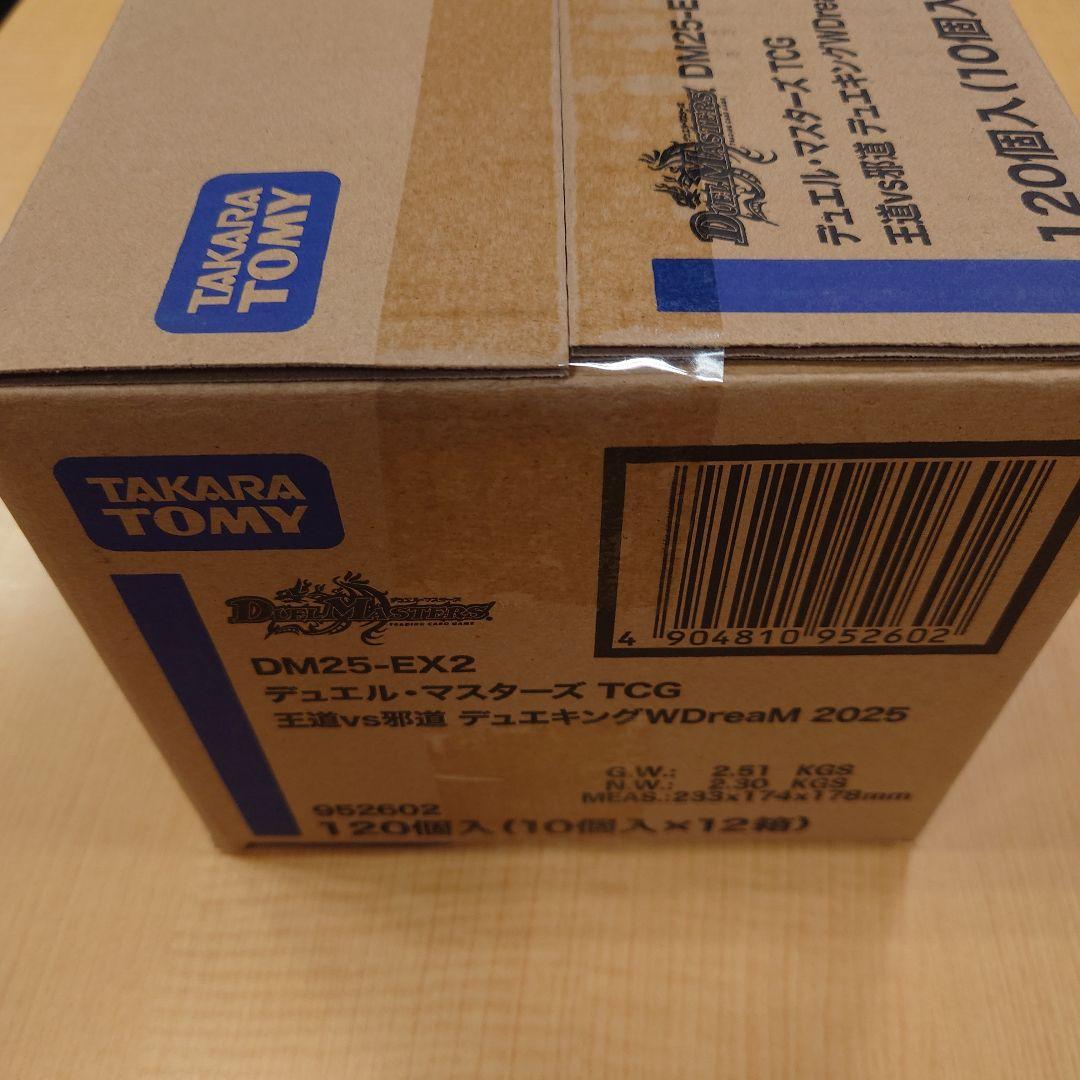 TAKARA
TOMY
DUEL MASTERS
DM25-E
デュエル・マスターズ TCG
王道vs邪道 デュエキングWDrea
120個入(10個入
TAKARA
TOMY
DUEL MASTERS
TRADING CARD GAME
DM25-EX2
デュエル・マスターズ TCG
王道vs邪道 デュエキングWDreaM 2025
4 904810 952602
G.W.: 2.51 KGS
N.W.: 2.30 KGS
MEAS.:233x174x178mm
952602
120個入(10個入×12箱)